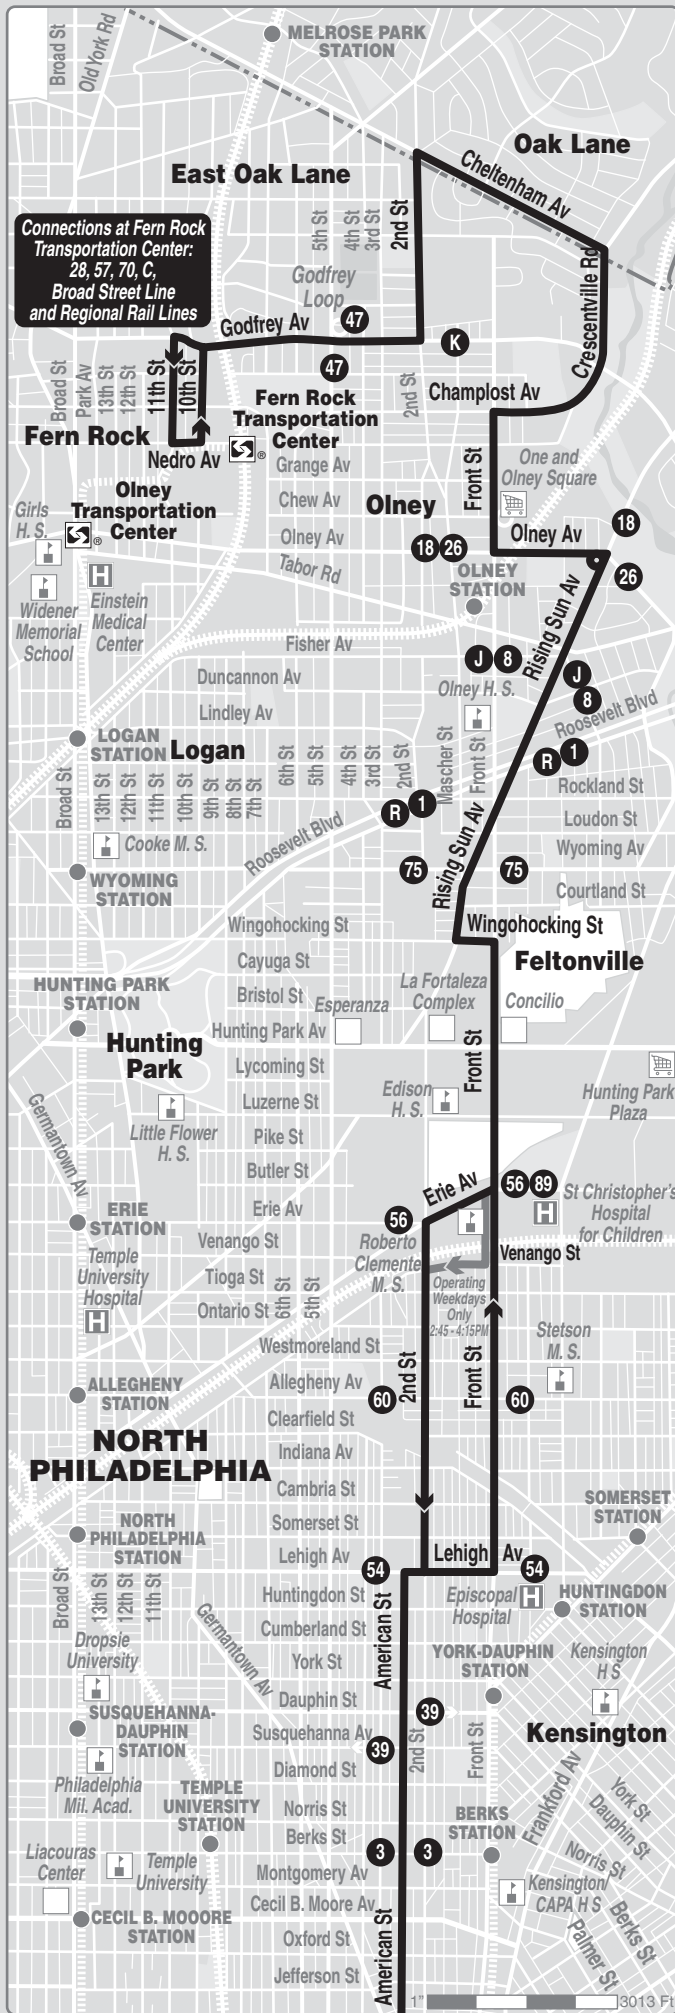 Broad St
Old York Rd
MELROSE PARK
STATION
Oak Lane
East Oak Lane
Cheltenham Av
Connections at Fern Rock
Transportation Center:
28, 57, 70, C,
Broad Street Line
and Regional Rail Lines
5th St
4th St
3rd St
2nd St
Godfrey
Loop
Crescentville Rd
Godfrey Av
47
K
47
Broad St
Park Av
13th St
12th St
11th St
10th St
2nd St
Champlost Av
Fern Rock
Transportation
Center
®
Fern Rock
Nedro Av
Grange Av
Front St
One and
Olney Square
Olney
Transportation
Center
®
Chew Av
Olney
Girls
H. S.
Olney Av
18 26
Olney Av
18
Tabor Rd
OLNEY
STATION
26
Widener
Memorial
School
H
Einstein
Medical
Center
Rising Sun Av
Fisher Av
J 8
J
8
Duncannon Av
Olney H. S.
Lindley Av
Roosevelt Blvd
LOGAN
STATION
Logan
R 1
Broad St
13th St
12th St
11th St
10th St
9th St
8th St
7th St
6th St
5th St
4th St
3rd St
2nd St
Mascher St
Front St
Rockland St
R 1
Loudon St
Cooke M. S.
Roosevelt Blvd
Wyoming Av
WYOMING
STATION
75
Rising Sun Av
75
Courtland St
Wingohocking St
Wingohocking St
Cayuga St
Feltonville
HUNTING PARK
STATION
Bristol St
Esperanza
La Fortaleza
Complex
Concilio
Hunting Park Av
Hunting
Park
Front St
Lycoming St
Germantown Av
Luzerne St
Edison
H. S.
Hunting Park
Plaza
Little Flower
H. S.
Pike St
Butler St
Erie Av
56 89
St Christopher's
Hospital
for Children
H
ERIE
STATION
Erie Av
56
Venango St
Roberto
Clemente
M. S.
Venango St
Temple
University
Hospital
H
Tioga St
Ontario St
6th St
5th St
Operating
Weekdays
Only
2:45 - 4:15PM
Westmoreland St
2nd St
Front St
Stetson
M. S.
ALLEGHENY
STATION
Allegheny Av
60
60
Clearfield St
NORTH
PHILADELPHIA
Indiana Av
Cambria St
SOMERSET
STATION
NORTH
PHILADELPHIA
STATION
Somerset St
Lehigh Av
Lehigh Av
54
54
Broad St
13th St
12th St
11th St
Huntingdon St
Episcopal
Hospital
H
HUNTINGDON
STATION
Germantown Av
Cumberland St
American St
Dropsie
University
York St
YORK-DAUPHIN
STATION
Kensington
H S
Dauphin St
SUSQUEHANNA-
DAUPHIN
STATION
Susquehanna Av
39
39
2nd St
Front St
Kensington
Diamond St
Philadelphia
Mil. Acad.
TEMPLE
UNIVERSITY
STATION
Norris St
Frankford Av
York St
Dauphin St
BERKS
STATION
Berks St
3
3
Norris St
Liacouras
Center
Temple
University
Montgomery Av
Kensington/
CAPA H S
Cecil B. Moore Av
Berks St
CECIL B. MOOORE
STATION
American St
Oxford St
Palmer St
Jefferson St
1"
3013 Ft